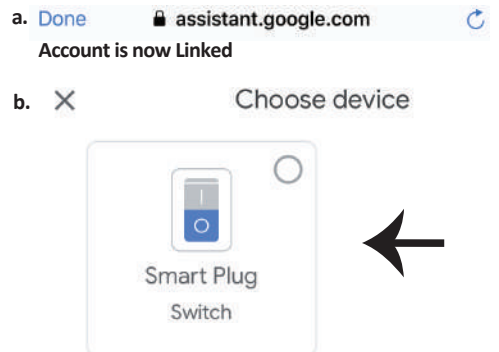 a. Done assistant.google.com
Account is now Linked
b. Choose device
Smart Plug
Switch